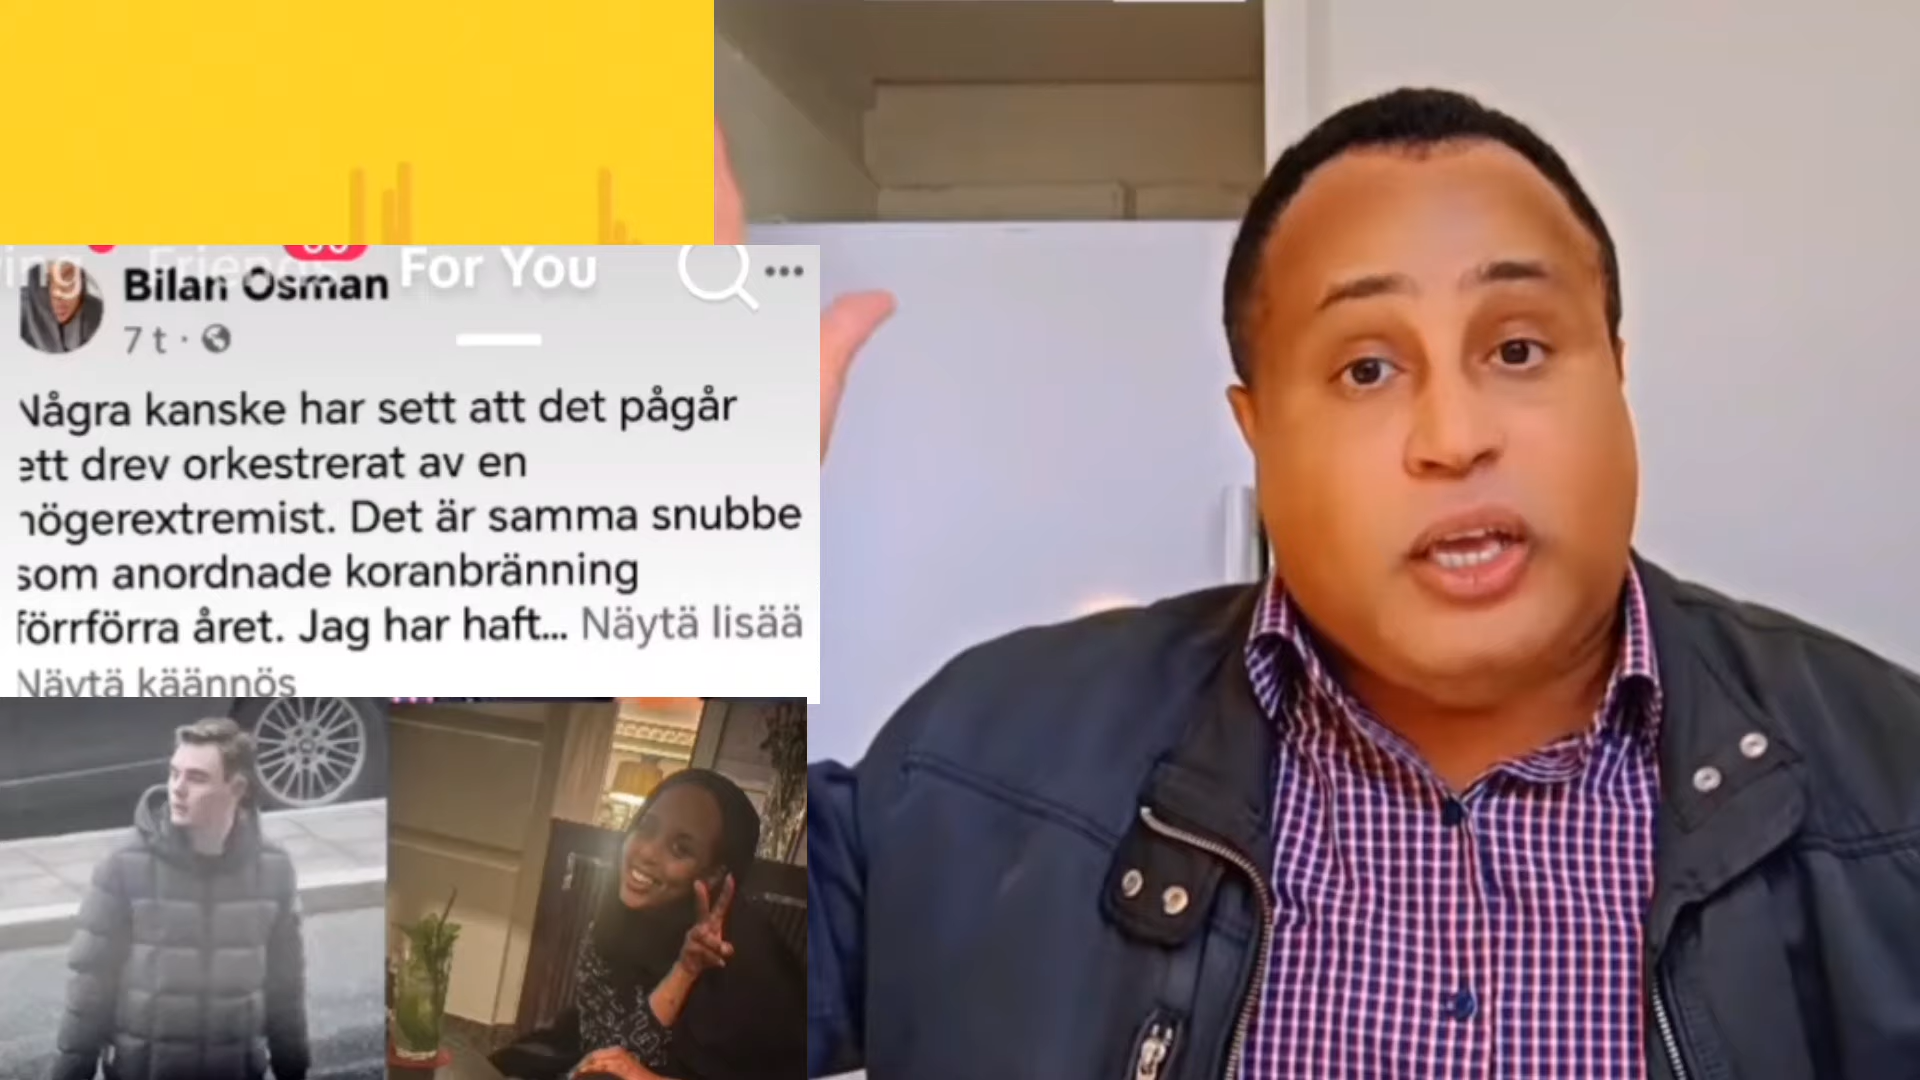 For You
Bilan Osman
7 t
Några kanske har sett att det pågår
ett drev orkestrerat av en
högerextremist. Det är samma snubbe
som anordnade koranbränning
förrförra året. Jag har haft... Näytä lisää
Näytä käännös